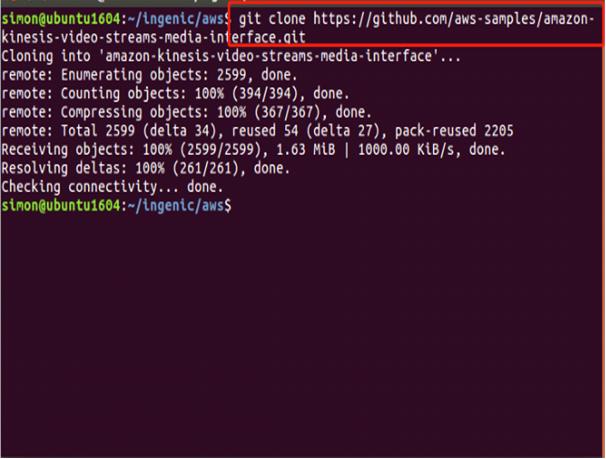 simon@ubuntu1604:~/ingenic/aws$ git clone https://github.com/aws-samples/amazon-
kinesis-video-streams-media-interface.git
Cloning into 'amazon-kinesis-video-streams-media-interface'...
remote: Enumerating objects: 2599, done.
remote: Counting objects: 100% (394/394), done.
remote: Compressing objects: 100% (367/367), done.
remote: Total 2599 (delta 34), reused 54 (delta 27), pack-reused 2205
Receiving objects: 100% (2599/2599), 1.63 MiB | 1000.00 KiB/s, done.
Resolving deltas: 100% (261/261), done.
Checking connectivity... done.
simon@ubuntu1604:~/ingenic/aws$